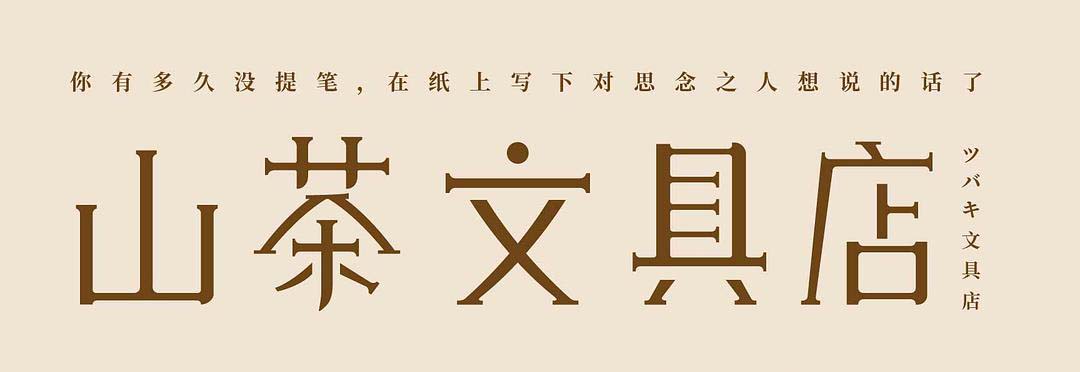 你有多久没提笔，在纸上写下对思念之人想说的话了
山茶文具店
ツバキ文具店